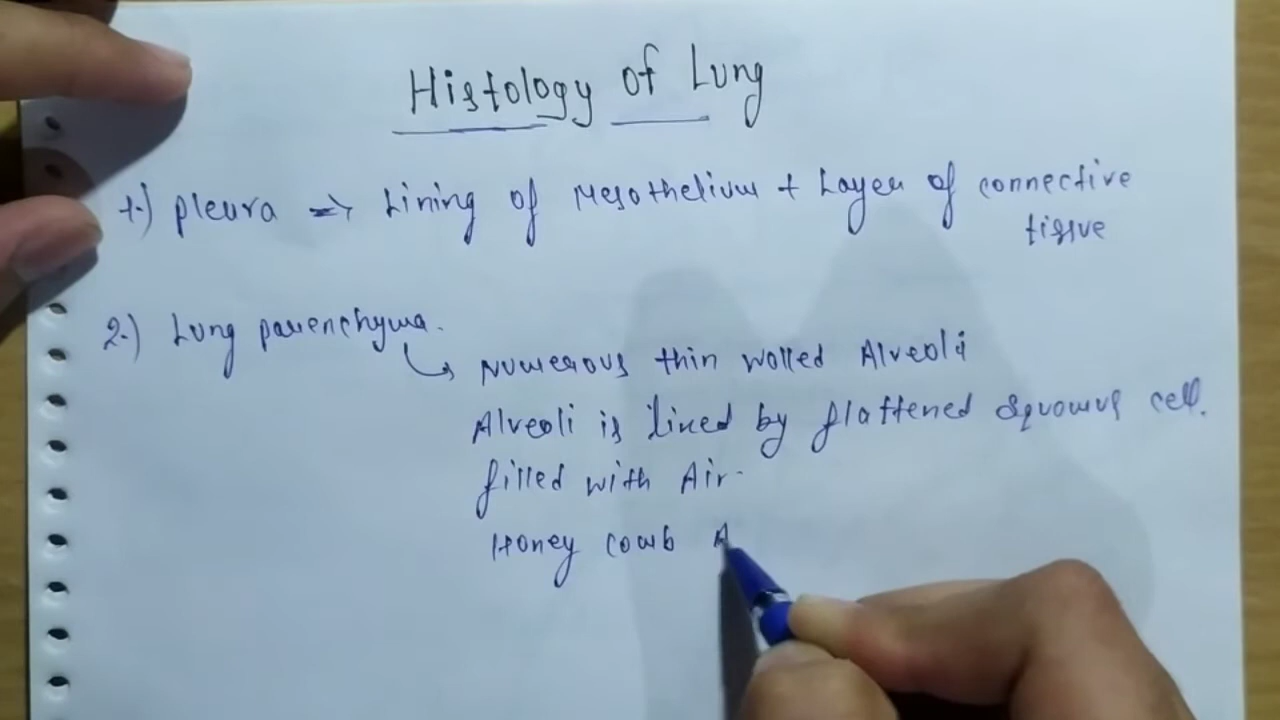 Histology of Lung
1.) pleura => Lining of Mesothelium + Layer of connective
tissue
2.) Lung parenchyma.
↳ Numerous thin walled Alveoli
Alveoli is lined by flattened squamus cell.
filled with Air.
Honey comb A